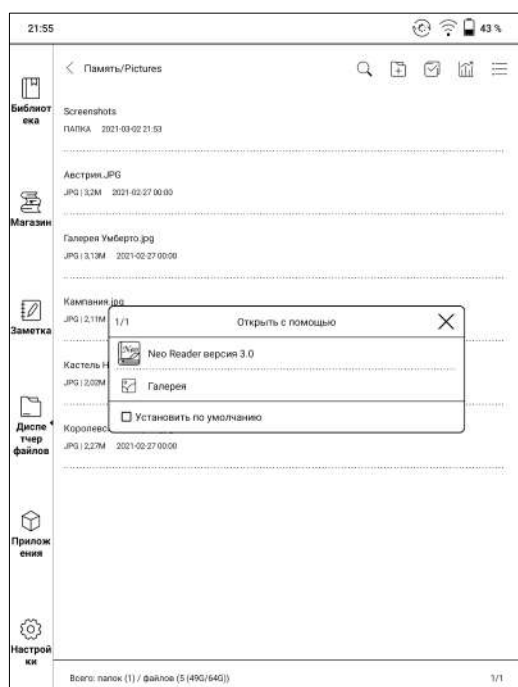 21:55
43 %
Память/Pictures
Библиот
ека
Screenshots
ПАПКА 2021-03-02 21:53
Австрия.JPG
JPG | 3,2M 2021-02-27 00:00
Магазин
Галерея Умберто.jpg
JPG | 3,13M 2021-02-27 00:00
Заметка
Кампания.jpg
JPG | 2,11M
1/1 Открыть с помощью
Neo Reader версия 3.0
Кастель Н
JPG | 2,02M
Галерея
Установить по умолчанию
Диспе
тчер
файлов
Королевс
JPG | 2,27M 2021-02-27 00:00
Прилож
ения
Настрой
ки
Всего: папок (1) / файлов (5 (49G/64G))
1/1